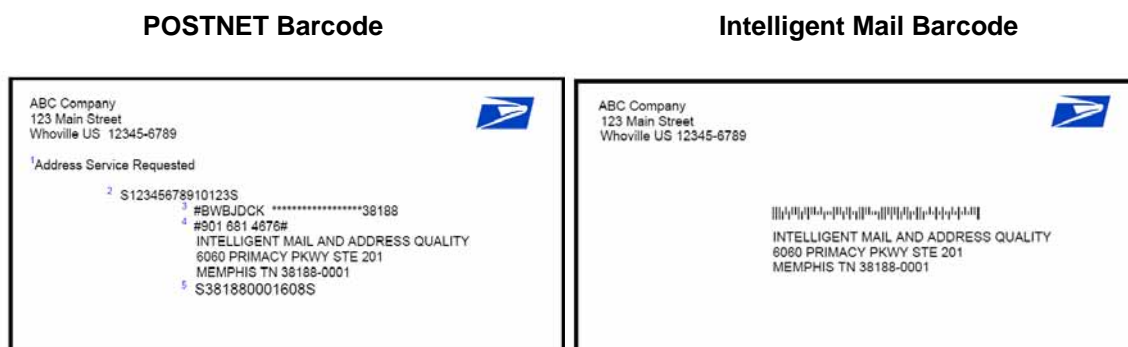 POSTNET Barcode
Intelligent Mail Barcode
ABC Company
123 Main Street
Whoville US 12345-6789
1Address Service Requested
2 S12345678910123S
3 #BWBJDCK ******************38188
4 #901 681 4676#
INTELLIGENT MAIL AND ADDRESS QUALITY
6060 PRIMACY PKWY STE 201
MEMPHIS TN 38188-0001
5 S381880001608S
ABC Company
123 Main Street
Whoville US 12345-6789
INTELLIGENT MAIL AND ADDRESS QUALITY
6060 PRIMACY PKWY STE 201
MEMPHIS TN 38188-0001